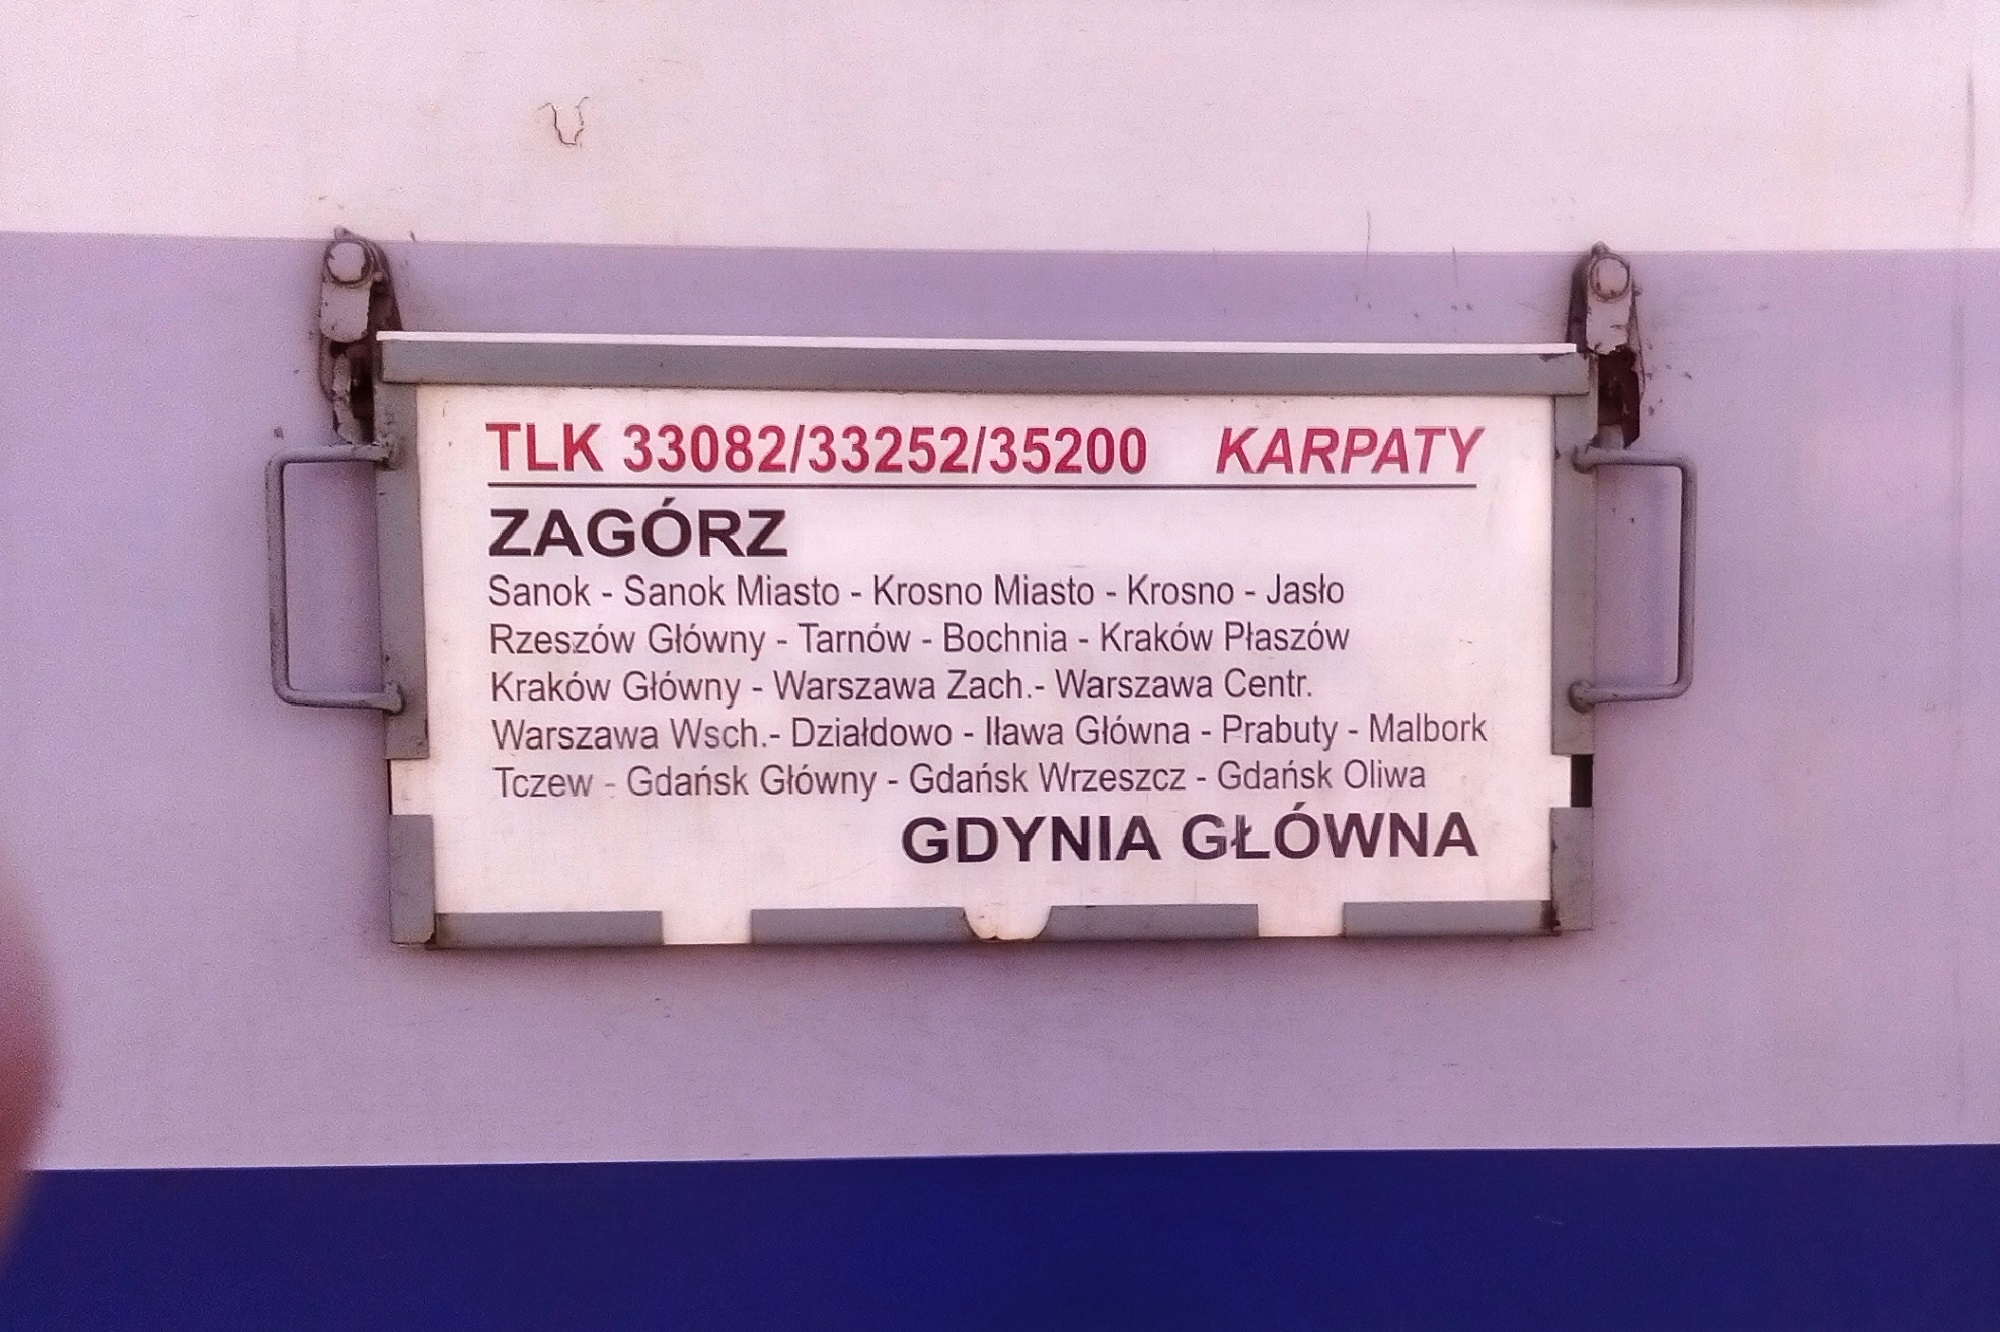 TLK 33082/33252/35200 KARPATY
ZAGÓRZ
Sanok - Sanok Miasto - Krosno Miasto - Krosno - Jasło
Rzeszów Główny - Tarnów - Bochnia - Kraków Płaszów
Kraków Główny - Warszawa Zach.- Warszawa Centr.
Warszawa Wsch.- Działdowo - Iława Główna - Prabuty - Malbork
Tczew - Gdańsk Główny - Gdańsk Wrzeszcz - Gdańsk Oliwa
GDYNIA GŁÓWNA